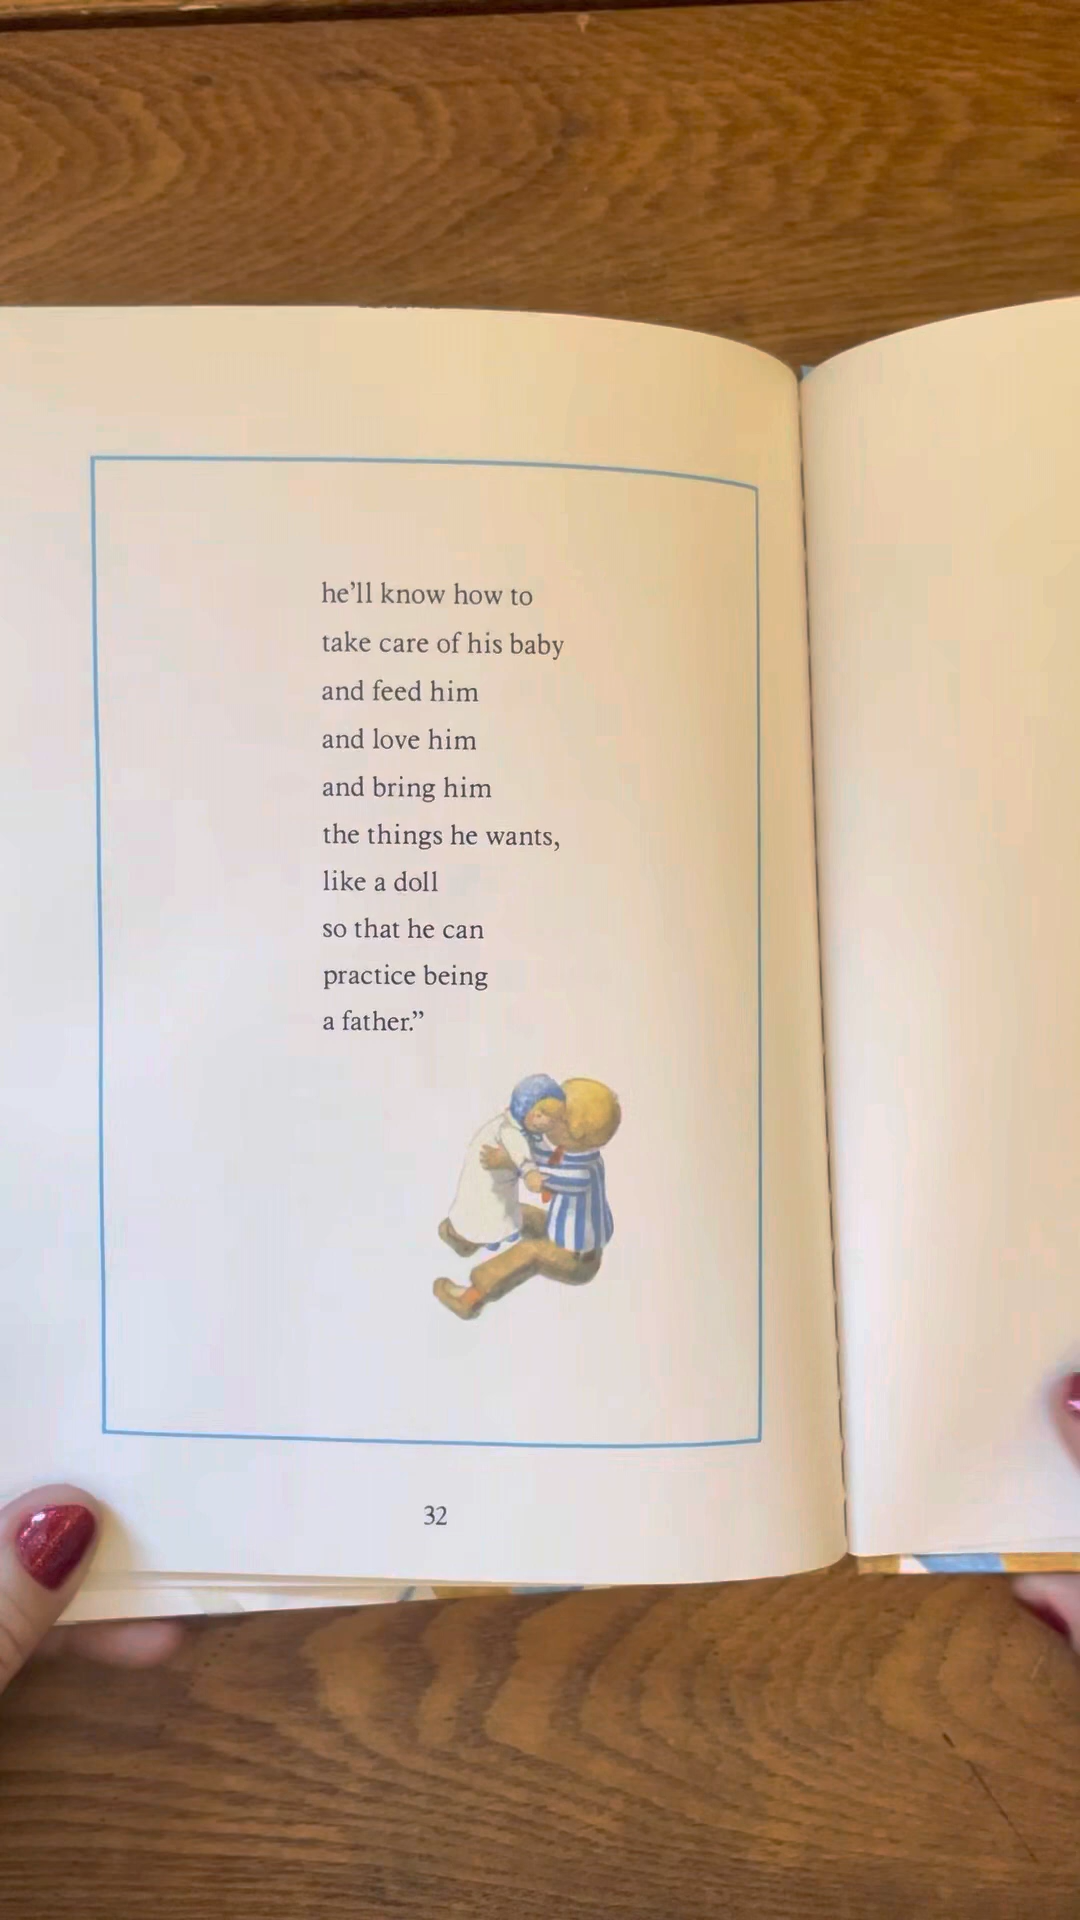 he’ll know how to
take care of his baby
and feed him
and love him
and bring him
the things he wants,
like a doll
so that he can
practice being
a father.”
32